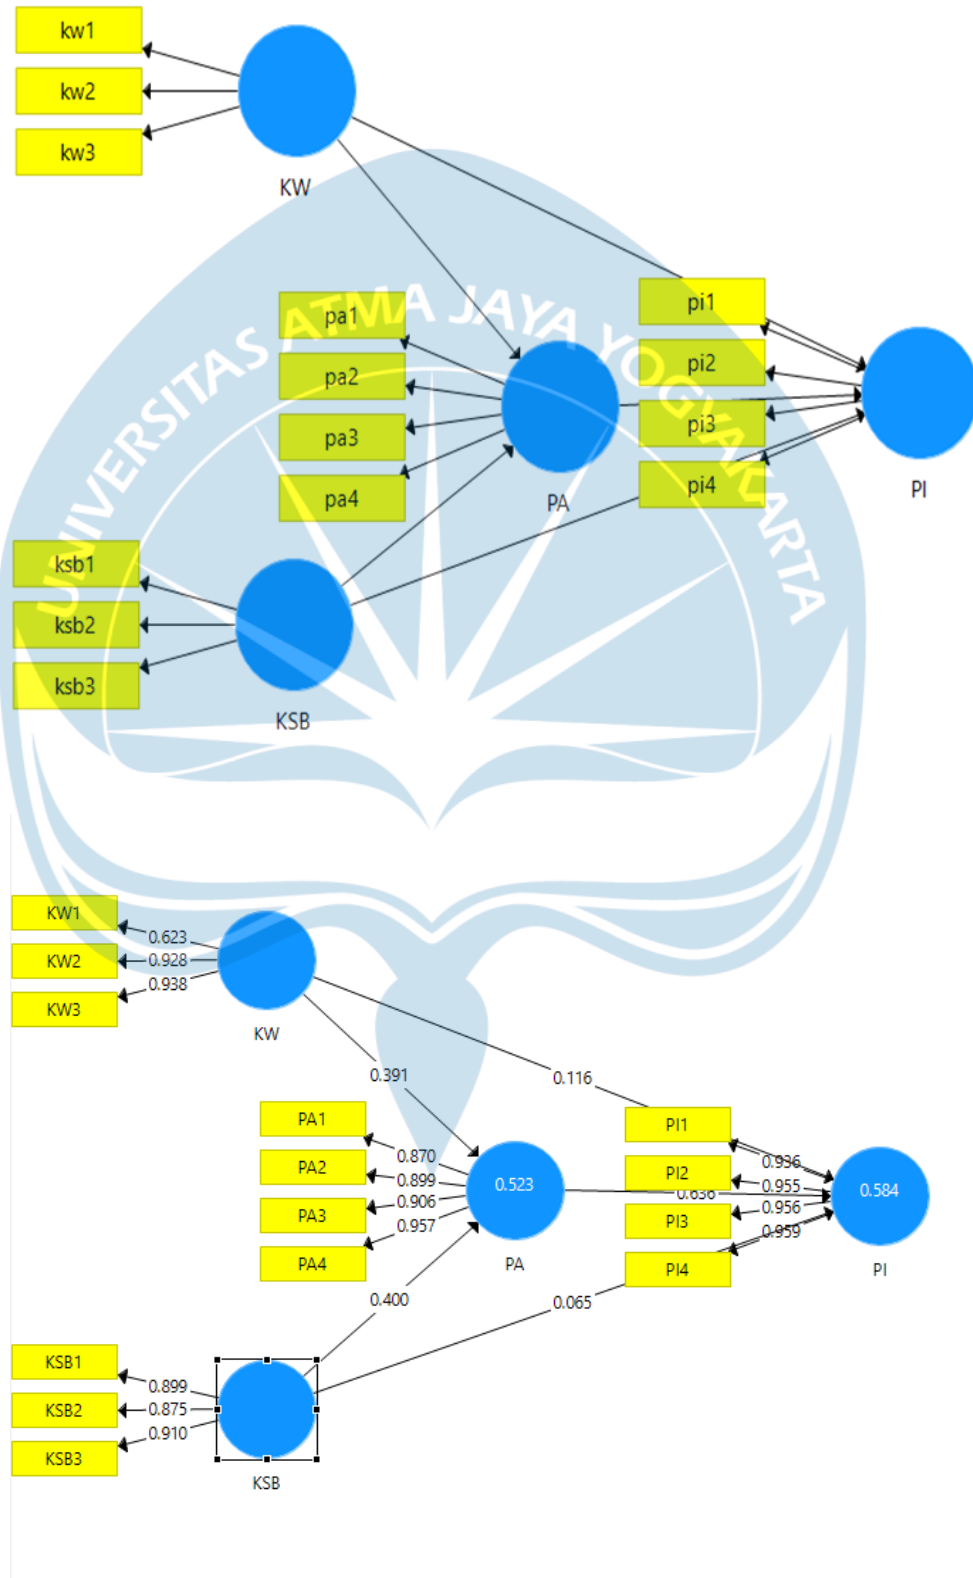 kw1
kw2
kw3
KW
UNIVERSITAS ATMA JAYA YOGYAKARTA
pa1
pa2
pa3
pa4
PA
pi1
pi2
pi3
pi4
PI
ksb1
ksb2
ksb3
KSB
KW1
KW2
KW3
0.623
0.928
0.938
KW
0.391
0.116
PA1
PA2
PA3
PA4
0.870
0.899
0.906
0.957
0.523
PA
0.636
PI1
PI2
PI3
PI4
0.936
0.955
0.956
0.959
0.584
PI
0.400
0.065
KSB1
KSB2
KSB3
0.899
0.875
0.910
KSB